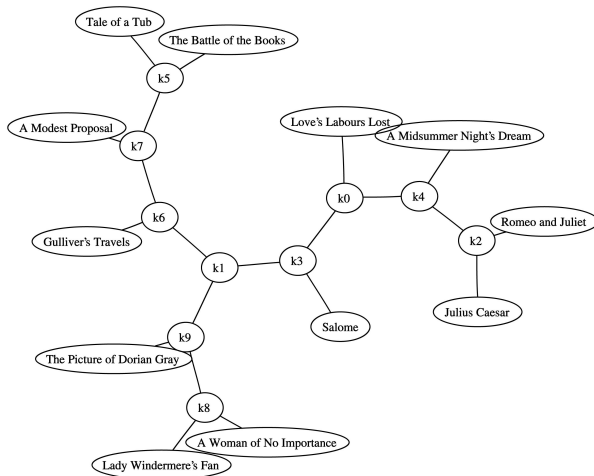 Tale of a Tub
The Battle of the Books
k5
Love's Labours Lost
A Modest Proposal
A Midsummer Night's Dream
k7
k0
k4
k6
Romeo and Juliet
Gulliver's Travels
k2
k3
k1
Julius Caesar
Salome
k9
The Picture of Dorian Gray
k8
A Woman of No Importance
Lady Windermere's Fan